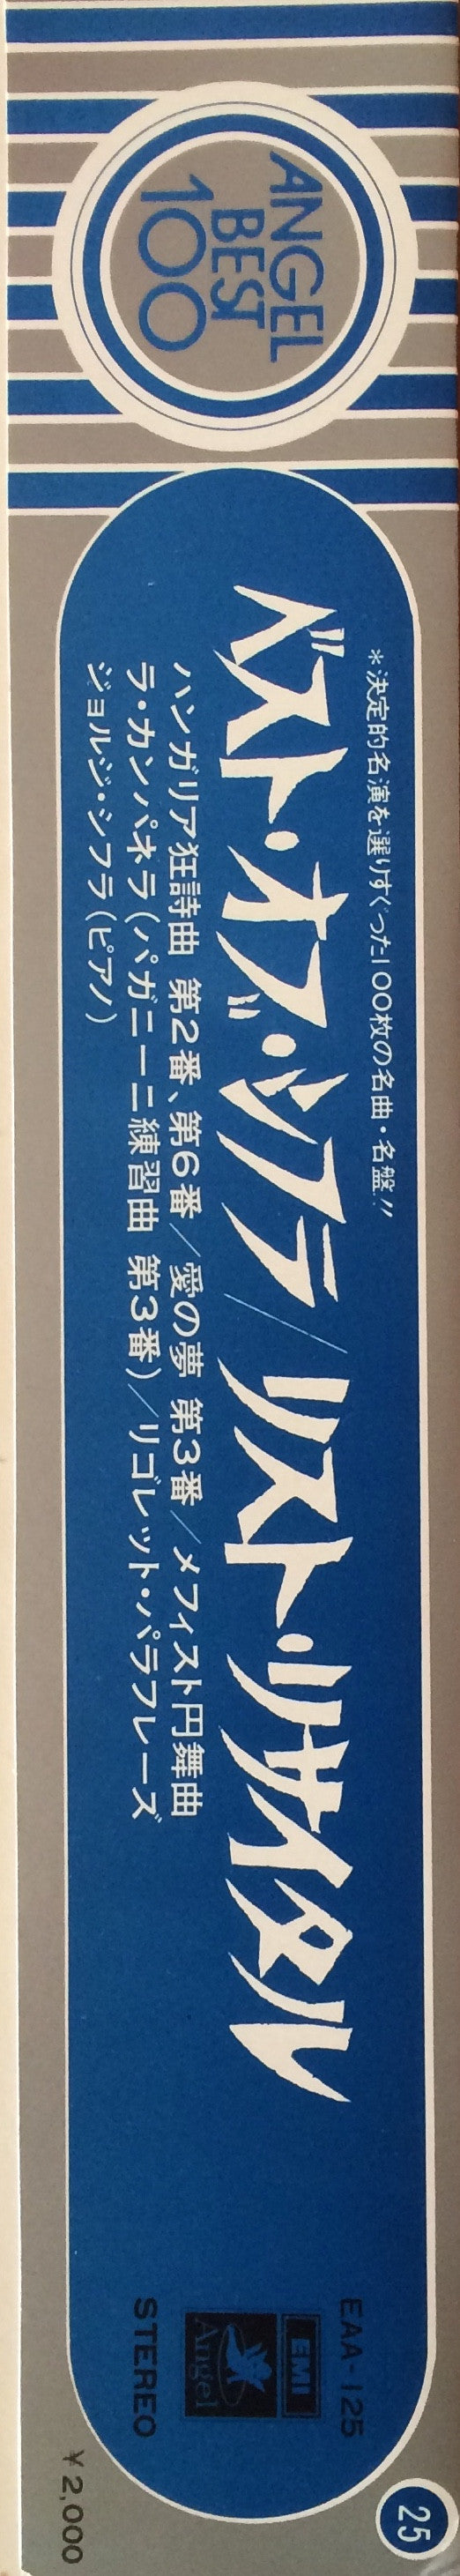 ANGEL
BEST
100
*決定的名演を選りすぐった100枚の名曲・名盤!!
ベスト・オブ・シフラ/リスト・リサイタル
ハンガリア狂詩曲 第2番、第6番/愛の夢 第3番/メフィスト円舞曲
ラ・カンパネラ(パガニーニ練習曲 第3番)/リゴレット・パラフレーズ
ジョルジ・シフラ(ピアノ)
EAA-125
EMI
Angel
STEREO
25
¥2,000